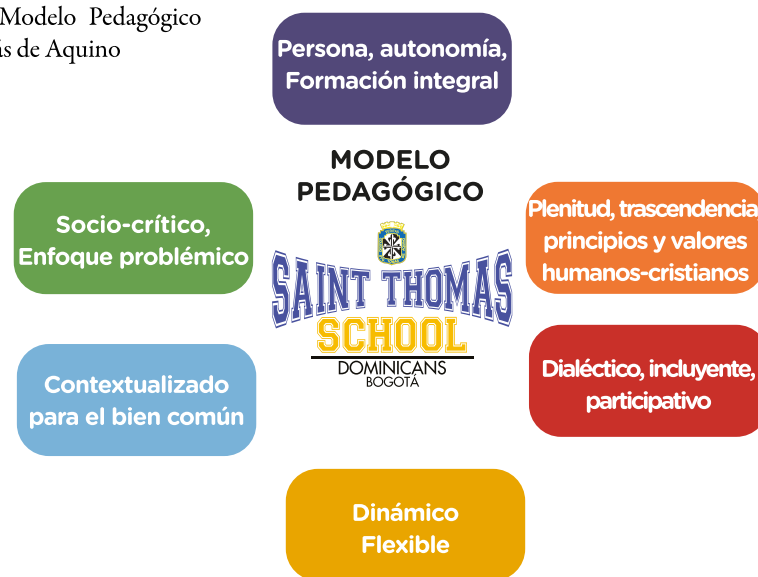 Modelo Pedagógico
de Aquino
Persona, autonomía,
Formación integral
MODELO
PEDAGÓGICO
Socio-crítico,
Enfoque problémico
Plenitud, trascendencia
principios y valores
humanos-cristianos
SAINT THOMAS
SCHOOL
DOMINICANS
BOGOTÁ
Contextualizado
para el bien común
Dialéctico, incluyente,
participativo
Dinámico
Flexible